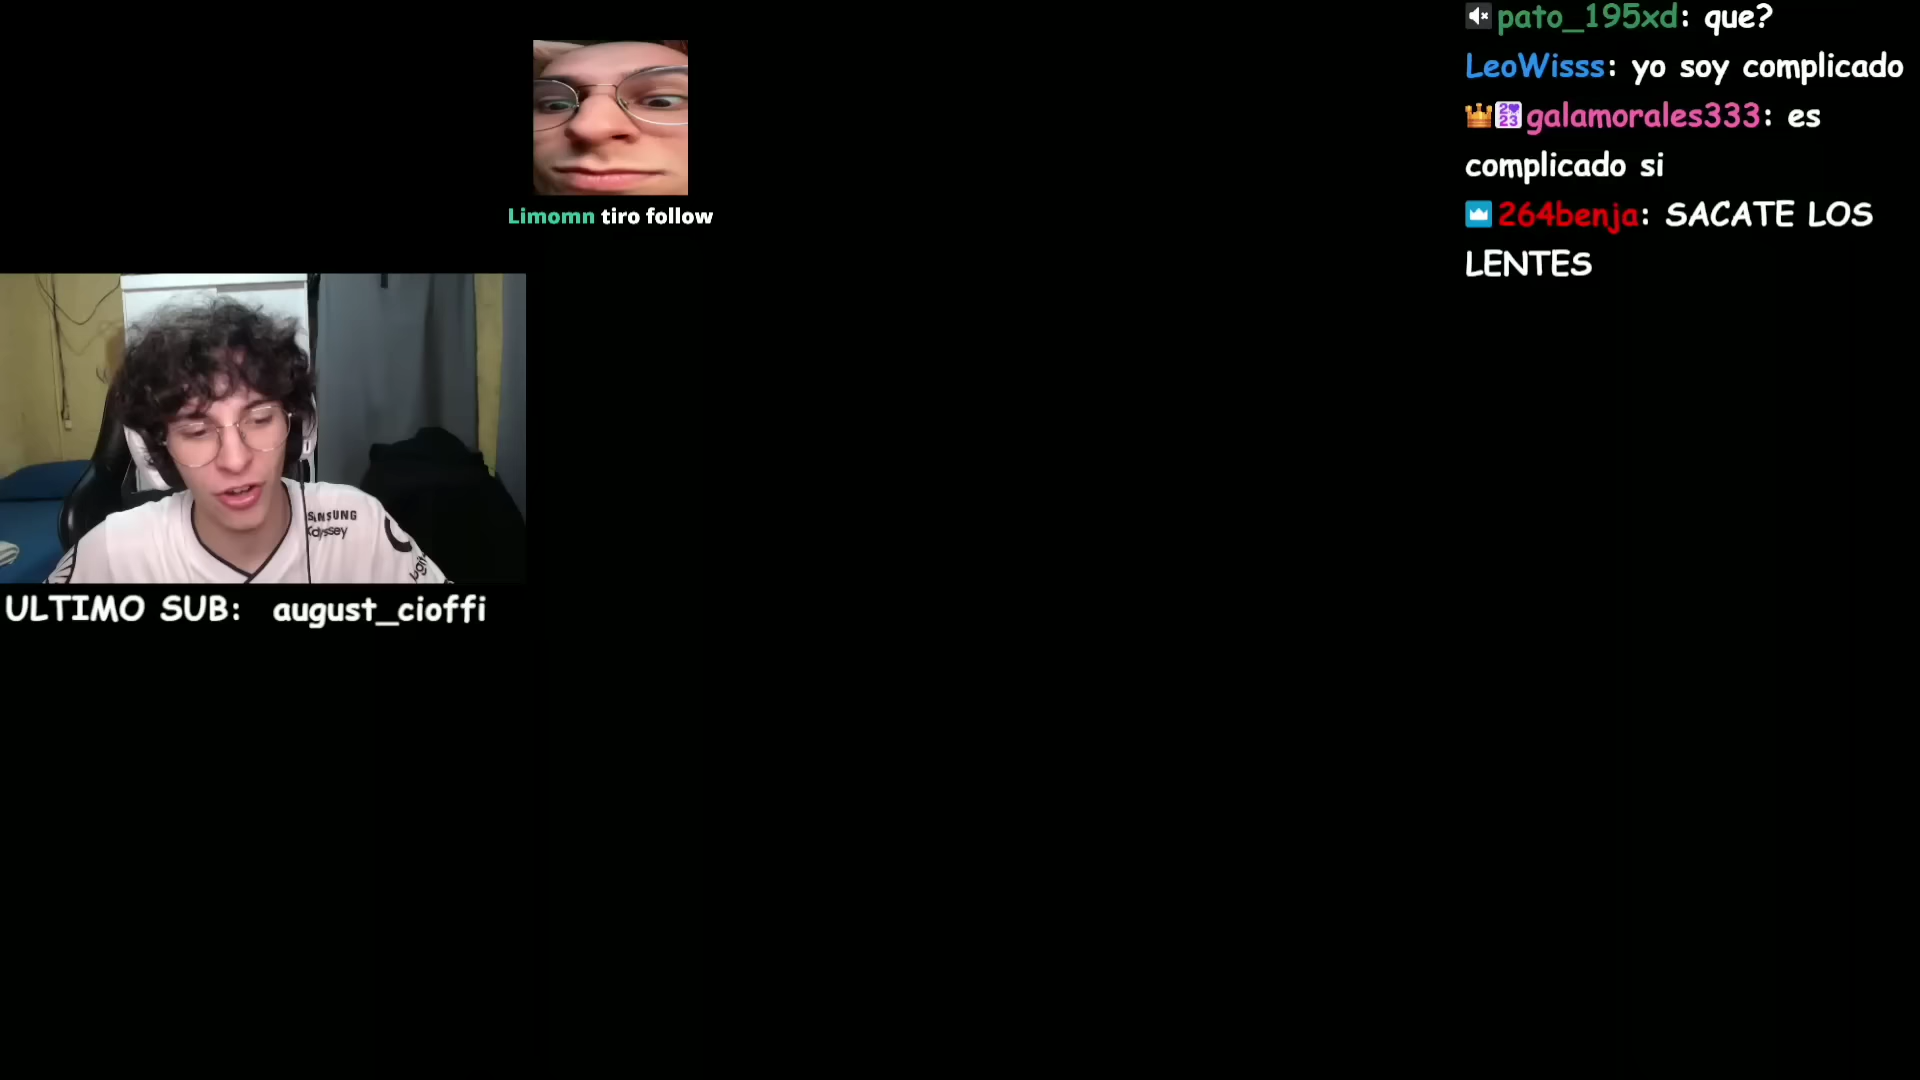 pato_195xd: que?
LeoWisss: yo soy complicado
galamorales333: es
complicado si
264benja: SACATE LOS
LENTES
Limomn tiro follow
SAMSUNG
Odyssey
ULTIMO SUB: august_cioffi